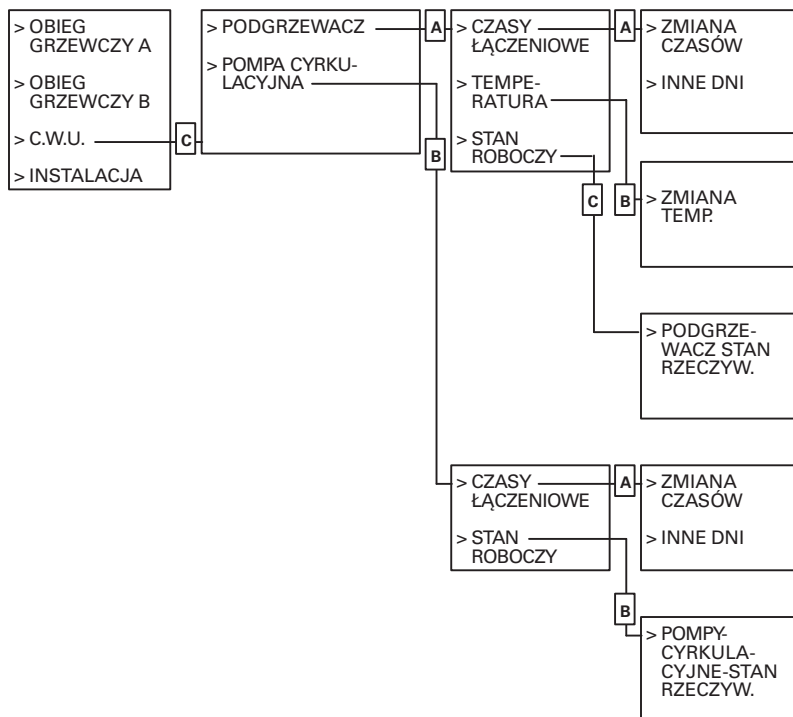 > OBIEG
GRZEWCZY A
> OBIEG
GRZEWCZY B
> C.W.U.
> INSTALACJA
C
> PODGRZEWACZ
> POMPA CYRKU-
LACYJNA
A
B
> CZASY
ŁĄCZENIOWE
> TEMPE-
RATURA
> STAN
ROBOCZY
A
B
C
> ZMIANA
CZASÓW
> INNE DNI
> ZMIANA
TEMP.
> PODGRZE-
WACZ STAN
RZECZYW.
> CZASY
ŁĄCZENIOWE
> STAN
ROBOCZY
A
B
> ZMIANA
CZASÓW
> INNE DNI
> POMPY-
CYRKULA-
CYJNE-STAN
RZECZYW.